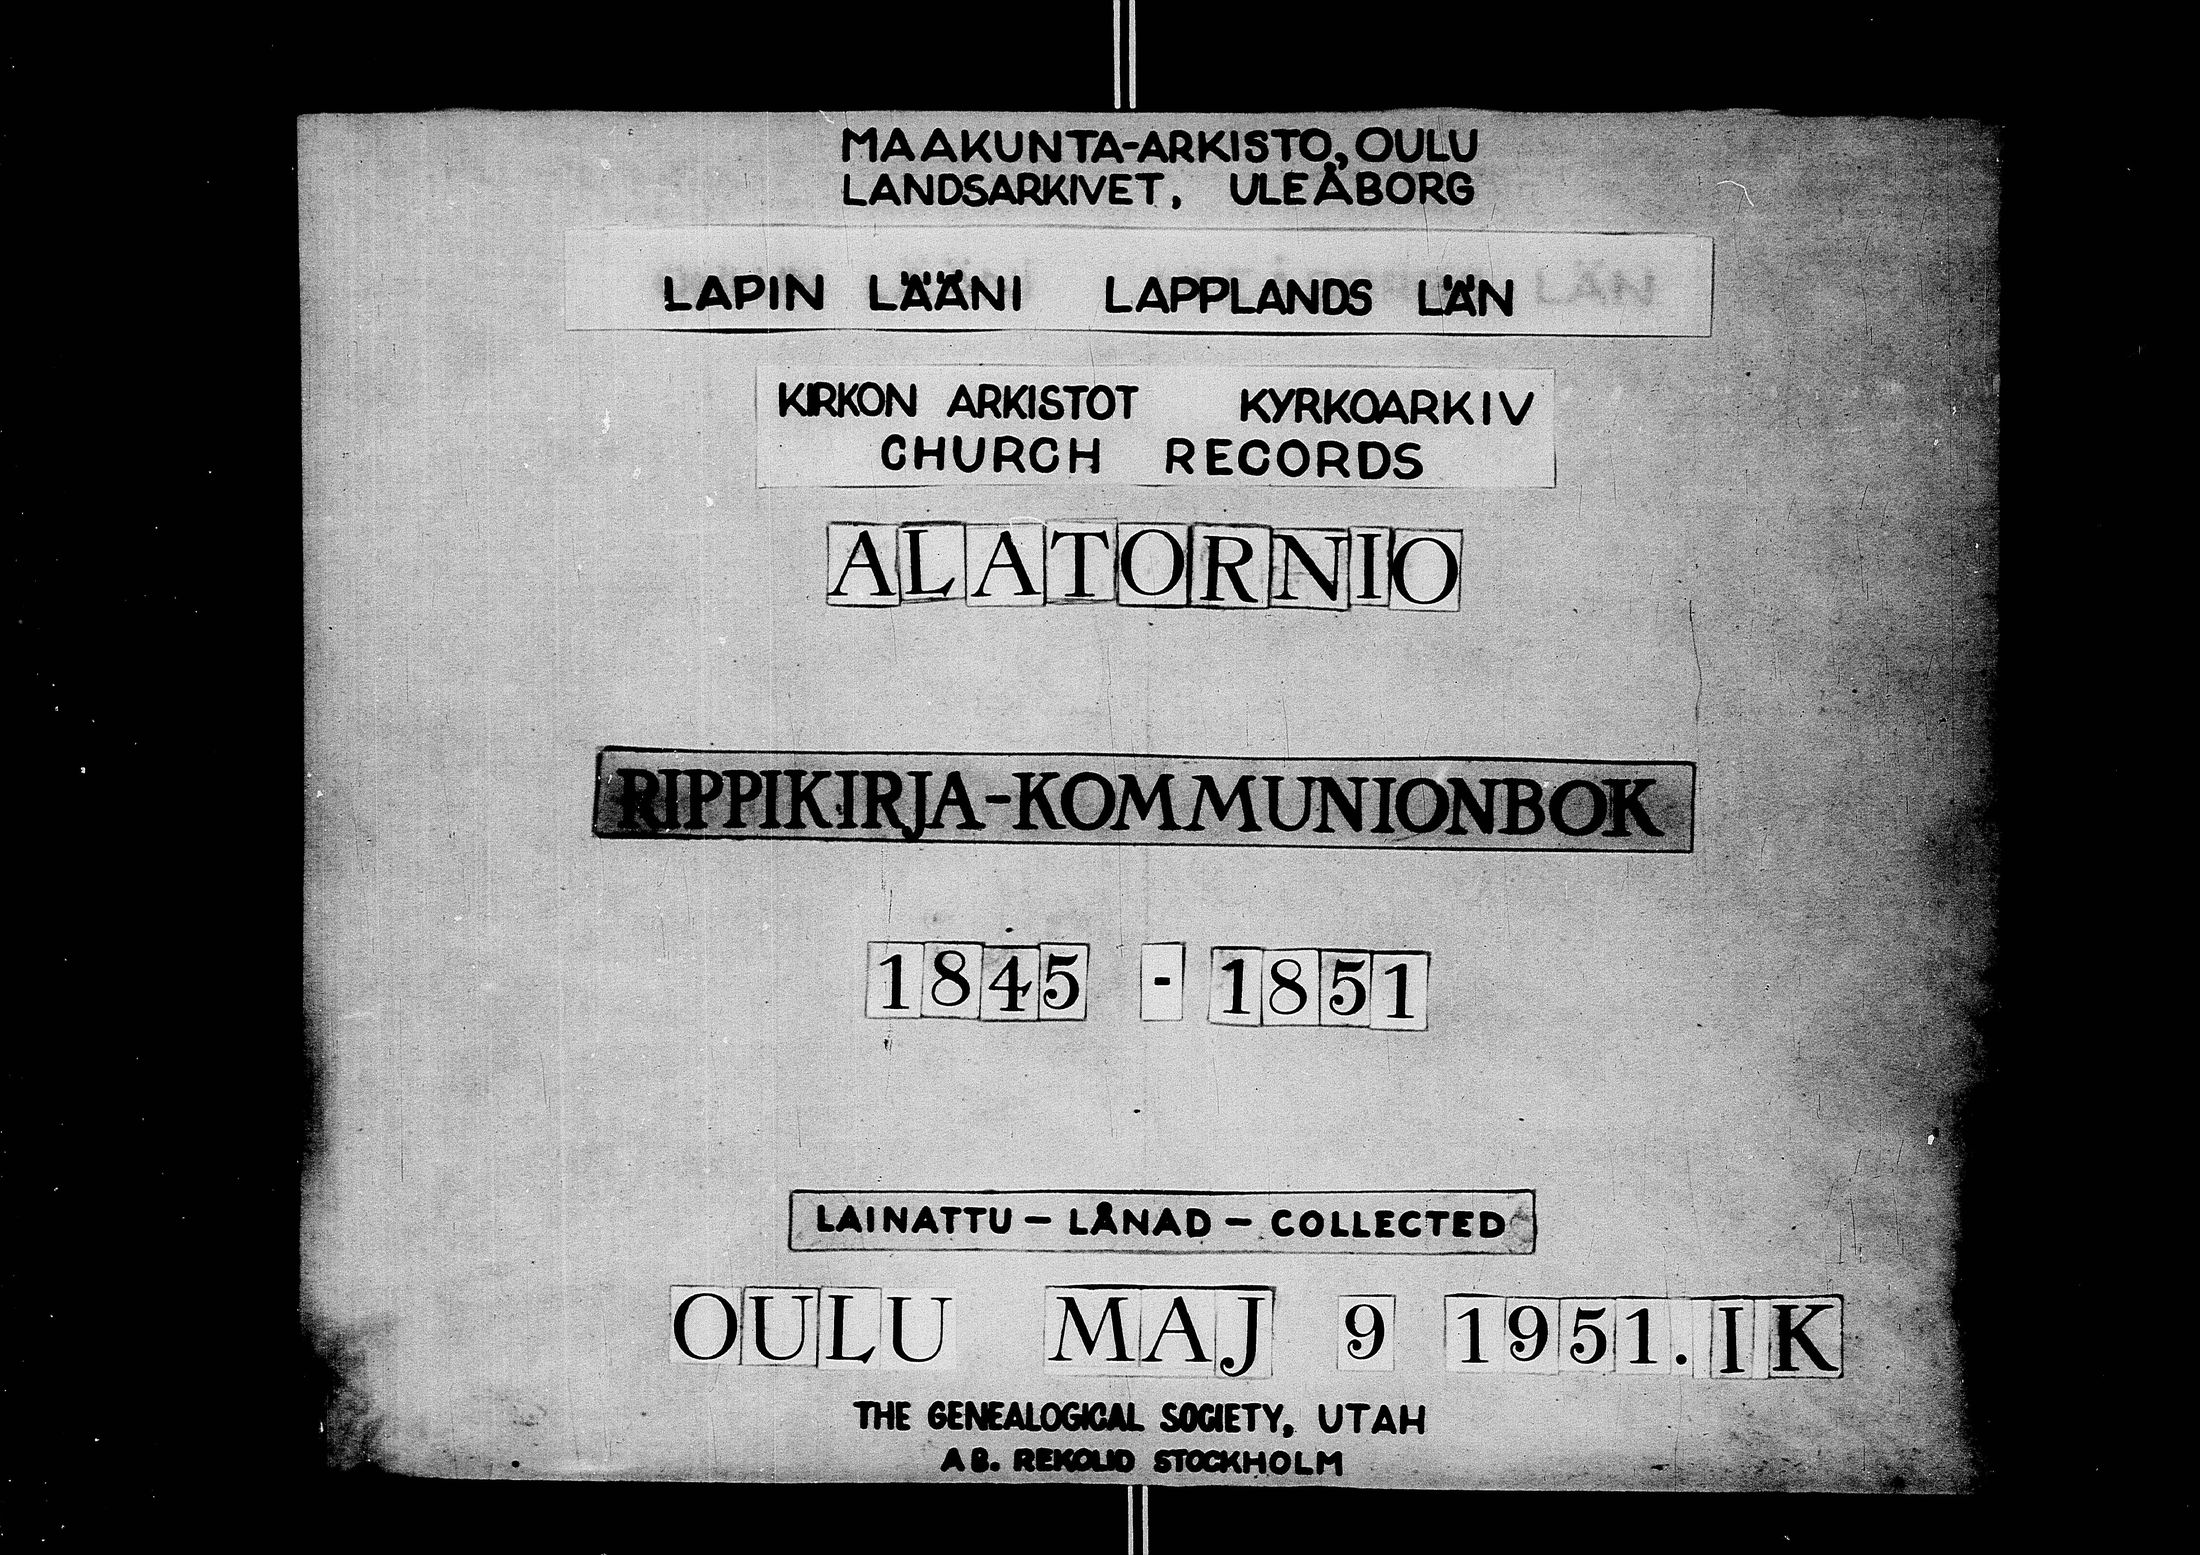 MAAKUNTA-ARKISTO, OULU
LANDSARKIVET, ULEÅBORG
LAPIN LÄÄNI LAPPLANDS LÄN
KIRKON ARKISTOT KYRKOARKIV
CHURCH RECORDS
ALATORNIO
RIPPIKIRJA-KOMMUNIONBOK
1845 - 1851
LAINATTU - LÅNAD - COLLECTED
OULU MAJ 9 1951. IK
THE GENEALOGICAL SOCIETY, UTAH
AB. REKOLID STOCKHOLM